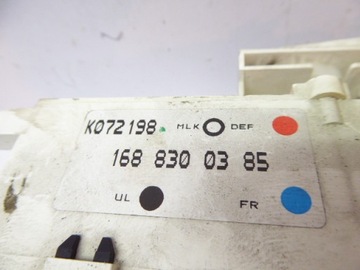 K072198. MLK DEF
168 830 03 85
UL FR